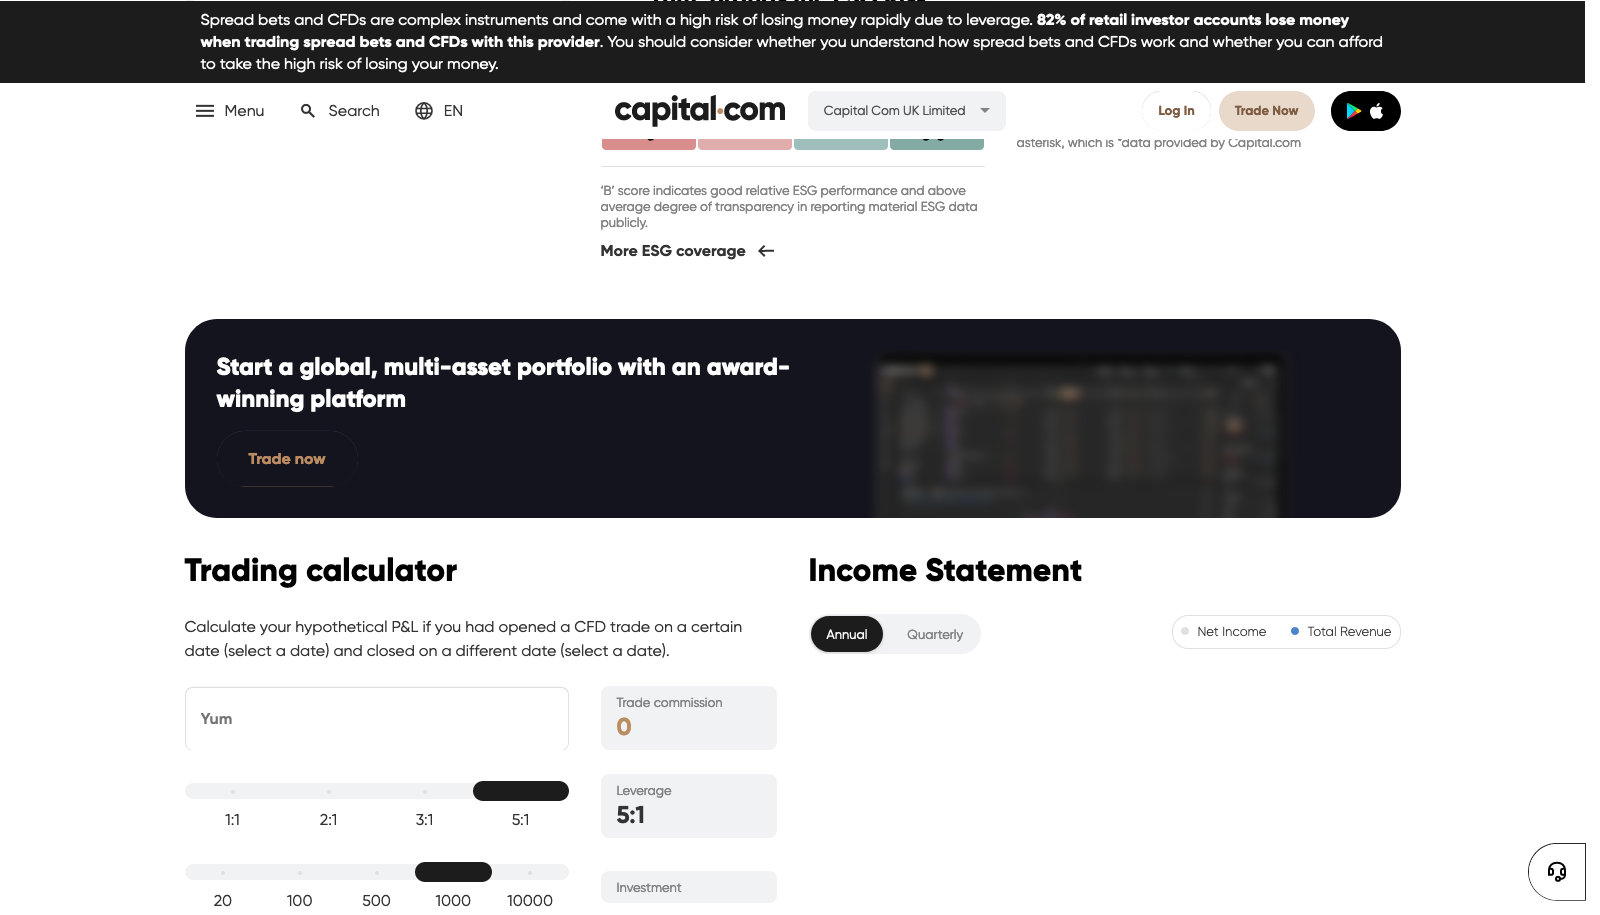 Spread bets and CFDs are complex instruments and come with a high risk of losing money rapidly due to leverage. 82% of retail investor accounts lose money
when trading spread bets and CFDs with this provider. You should consider whether you understand how spread bets and CFDs work and whether you can afford
to take the high risk of losing your money.
Menu
Search
EN
capital.com
Capital Com UK Limited
Log In
Trade Now
asterisk, which is *data provided by Capital.com
'B' score indicates good relative ESG performance and above
average degree of transparency in reporting material ESG data
publicly.
More ESG coverage
Start a global, multi-asset portfolio with an award-
winning platform
Trade now
Trading calculator
Calculate your hypothetical P&L if you had opened a CFD trade on a certain
date (select a date) and closed on a different date (select a date).
Yum
Trade commission
0
1:1 2:1 3:1 5:1
Leverage
5:1
20 100 500 1000 10000
Investment
Income Statement
Annual
Quarterly
Net Income
Total Revenue